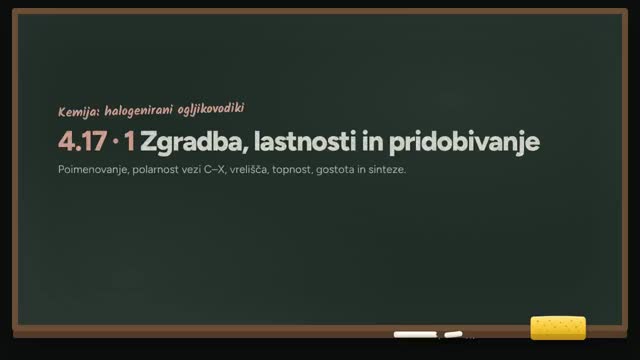 Kemija: halogenirani ogljikovodiki
4.17 · 1 Zgradba, lastnosti in pridobivanje
Poimenovanje, polarnost vezi C–X, vrelišča, topnost, gostota in sinteze.